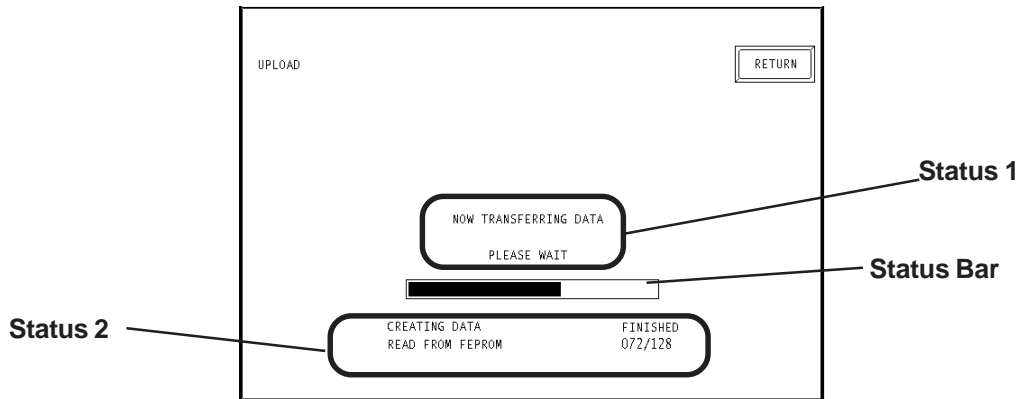 UPLOAD
RETURN
Status 1
NOW TRANSFERRING DATA
PLEASE WAIT
Status Bar
Status 2
CREATING DATA FINISHED
READ FROM FEPROM 072/128